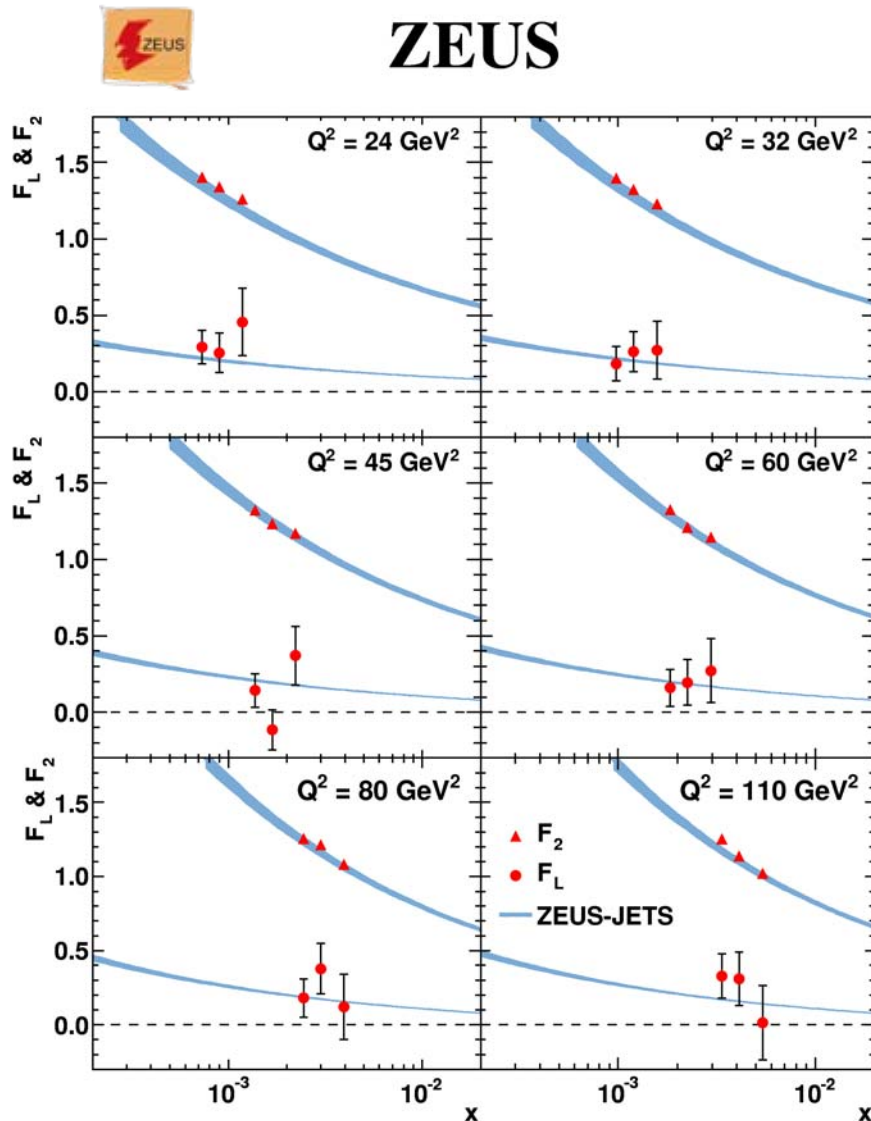 ZEUS
ZEUS
F_L & F_2
Q² = 24 GeV²
Q² = 32 GeV²
1.5
1.0
0.5
0.0
F_L & F_2
Q² = 45 GeV²
Q² = 60 GeV²
1.5
1.0
0.5
0.0
F_L & F_2
Q² = 80 GeV²
Q² = 110 GeV²
1.5
1.0
0.5
0.0
F₂
F_L
ZEUS-JETS
10⁻³
10⁻²
x
10⁻³
10⁻²
x